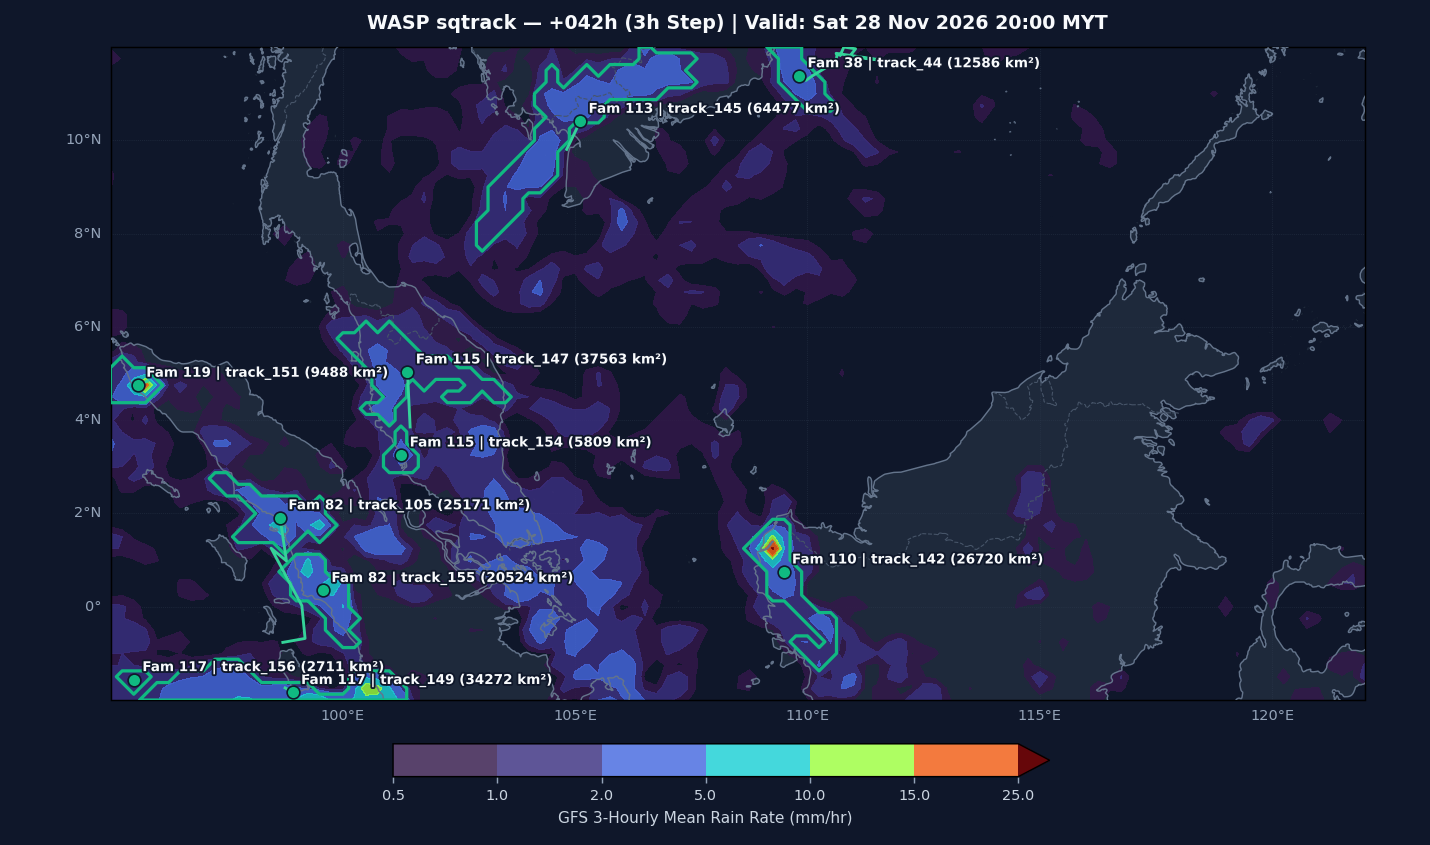 WASP sqtrack — +042h (3h Step) | Valid: Sat 28 Nov 2026 20:00 MYT
Fam 38 | track_44 (12586 km²)
Fam 113 | track_145 (64477 km²)
10°N
8°N
6°N
Fam 115 | track_147 (37563 km²)
Fam 119 | track_151 (9488 km²)
4°N
Fam 115 | track_154 (5809 km²)
Fam 82 | track_105 (25171 km²)
2°N
Fam 110 | track_142 (26720 km²)
Fam 82 | track_155 (20524 km²)
0°
Fam 117 | track_156 (2711 km²)
Fam 117 | track_149 (34272 km²)
100°E 105°E 110°E 115°E 120°E
0.5 1.0 2.0 5.0 10.0 15.0 25.0
GFS 3-Hourly Mean Rain Rate (mm/hr)